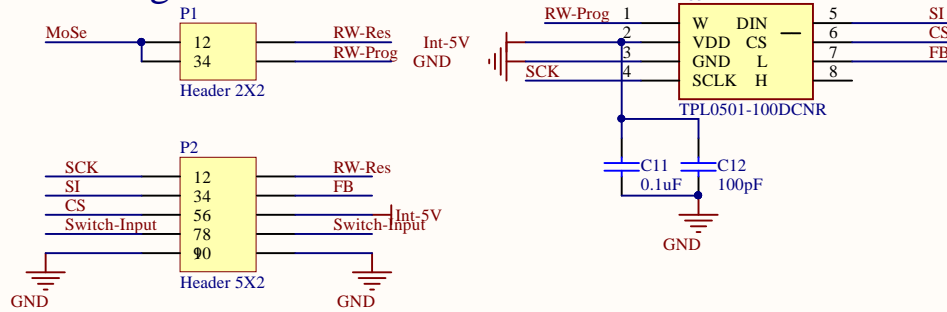 P1
MoSe
12
34
RW-Res
RW-Prog
Header 2X2
Int-5V
GND
RW-Prog
SCK
1
2
3
4
W
VDD
GND
SCLK
DIN
CS
L
H
5
6
7
8
SI
CS
FB
TPL0501-100DCNR
C11
0.1uF
C12
100pF
GND
P2
SCK
SI
CS
Switch-Input
12
34
56
78
90
RW-Res
FB
Int-5V
Switch-Input
Header 5X2
GND
GND